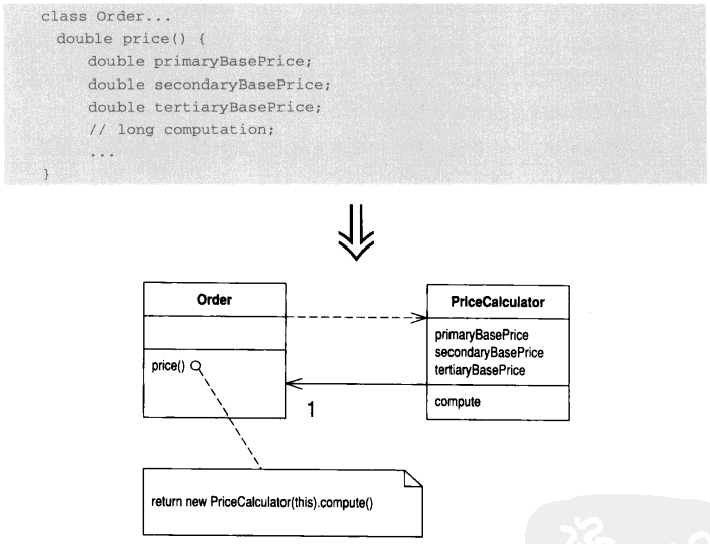 class Order...
double price() {
double primaryBasePrice;
double secondaryBasePrice;
double tertiaryBasePrice;
// long computation;
...
}
Order
PriceCalculator
primaryBasePrice
secondaryBasePrice
tertiaryBasePrice
price()
1
compute
return new PriceCalculator(this).compute()